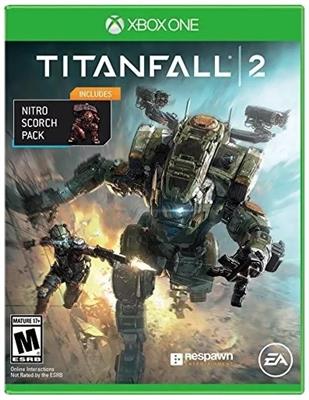 XBOX ONE
TITANFALL | 2
INCLUDES
NITRO
SCORCH
PACK
MATURE 17+
M
ESRB
Online Interactions
Not Rated by the ESRB
Respawn
ENTERTAINMENT
EA